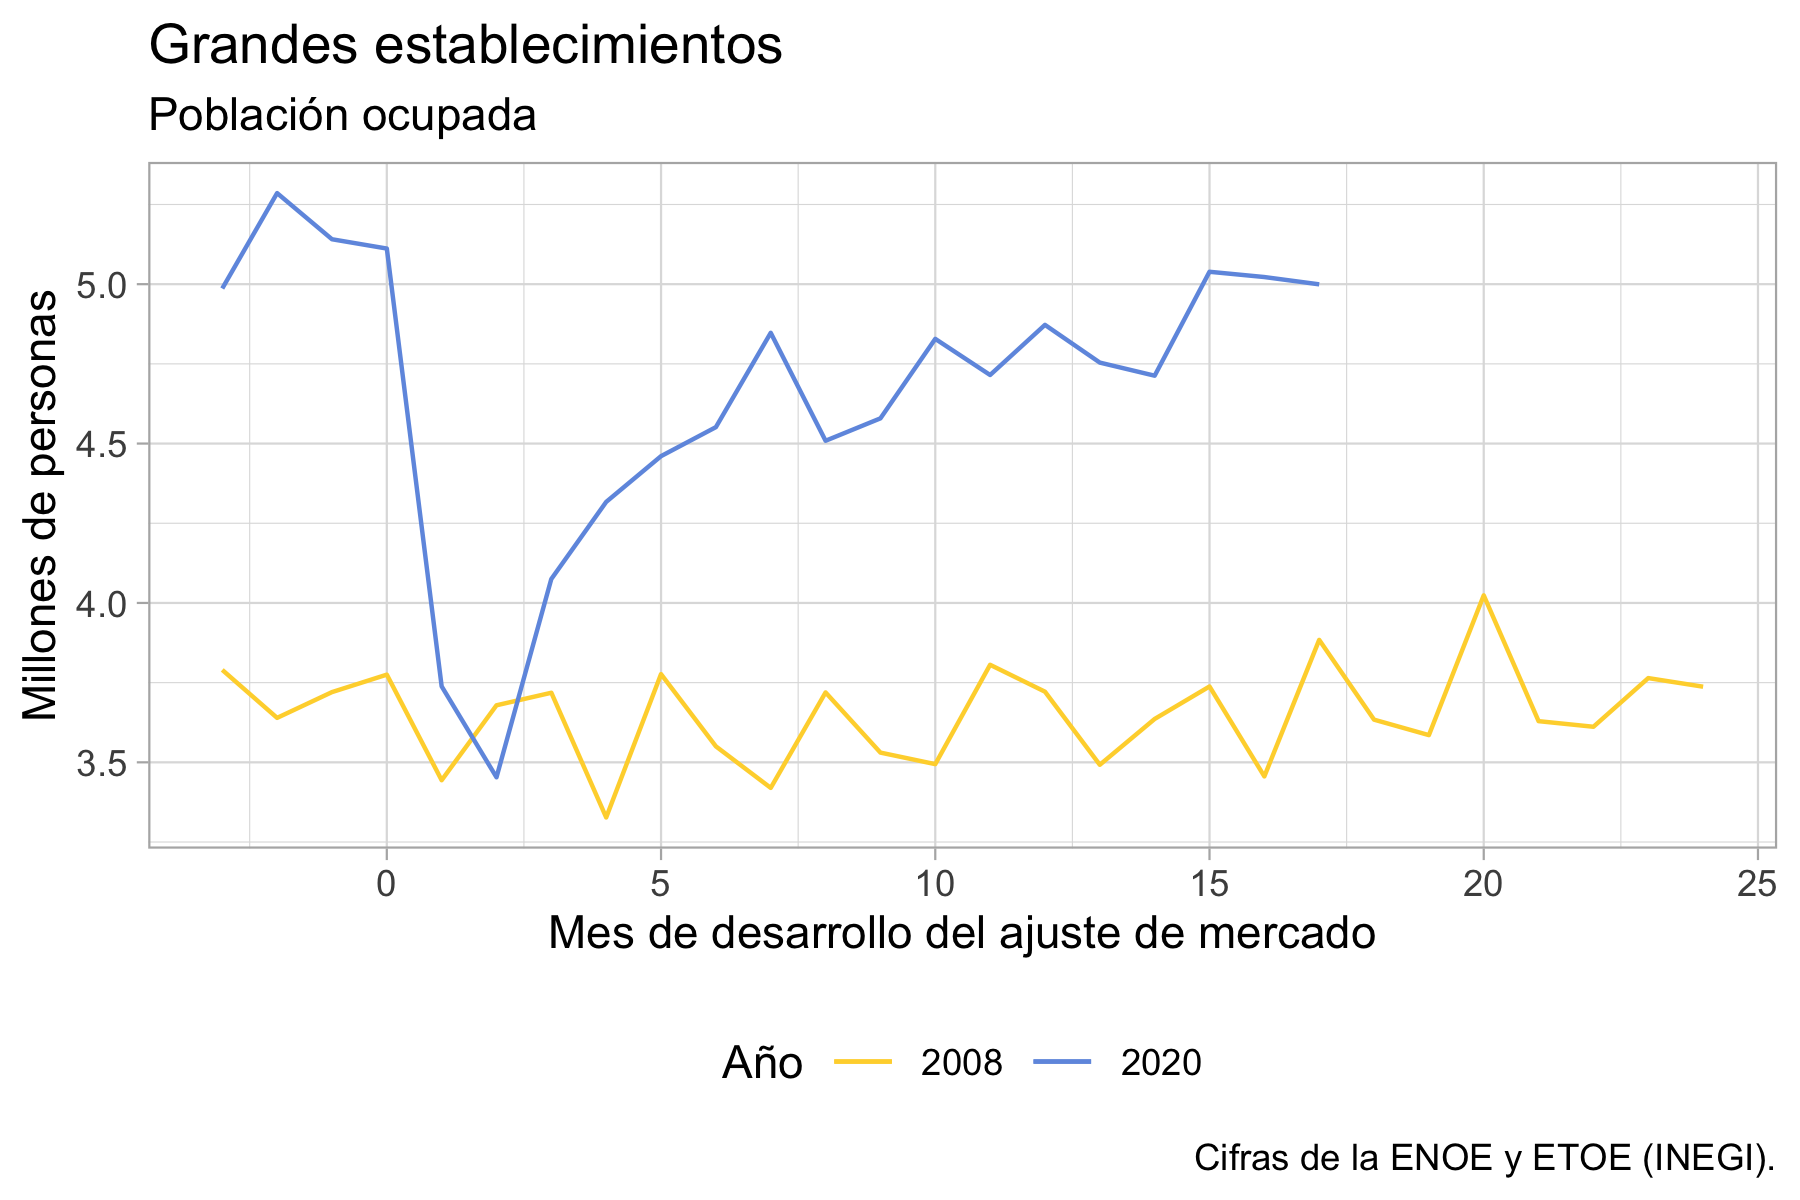 Grandes establecimientos
Población ocupada
Millones de personas
5.0
4.5
4.0
3.5
0 5 10 15 20 25
Mes de desarrollo del ajuste de mercado
Año 2008 2020
Cifras de la ENOE y ETOE (INEGI).